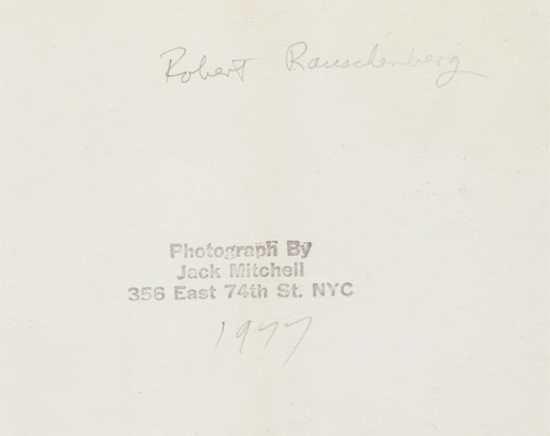 Robert Rauschenberg
Photograph By
Jack Mitchell
356 East 74th St. NYC
1977